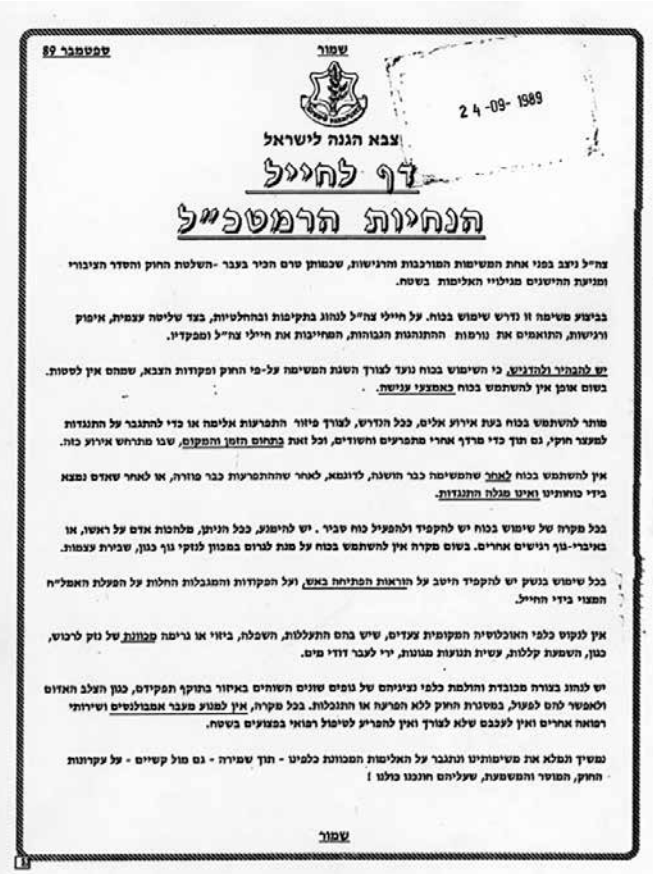 שמור
ספטמבר 89
24-09-1989
צבא הגנה לישראל
דף לחייל
הנחיות הרמטכ"ל
צה"ל ניצב בפני אחת המשימות המורכבות והרגישות, שכמותן טרם הכיר בעבר -השלטת החוק והסדר הציבורי
ומניעת ההישגים מגילויי האלימות בשטח.
בביצוע משימה זו נדרש שימוש בכוח. על חיילי צה"ל לנהוג בתקיפות ובהחלטיות, בצד שליטה עצמית, איפוק
ורגישות, התואמים את נורמות ההתנהגות הגבוהות, המחייבות את חיילי צה"ל ומפקדיו.
יש להבהיר ולהדגיש, כי השימוש בכוח נועד לצורך השגת המשימה על-פי החוק ופקודות הצבא, שמהם אין לסטות.
בשום אופן אין להשתמש בכוח כאמצעי ענישה.
מותר להשתמש בכוח בעת אירוע אלים, ככל הנדרש, לצורך פיזור התפרעות אלימה או כדי להתגבר על התנגדות
למעצר חוקי, גם תוך כדי מרדף אחרי מתפרעים וחשודים, וכל זאת בתחום הזמן והמקום, שבו מתרחש אירוע כזה.
אין להשתמש בכוח לאחר שהמשימה כבר הושגה, לדוגמא, לאחר שההתפרעות כבר פוזרה, או לאחר שאדם נמצא
בידי כוחותינו ואינו מגלה התנגדות.
בכל מקרה של שימוש בכוח יש להקפיד ולהפעיל כוח סביר . יש להימנע, ככל הניתן, מלהכות אדם על ראשו, או
באיברי-גוף רגישים אחרים. בשום מקרה אין להשתמש בכוח על מנת לגרום במכוון לנזקי גוף כגון, שבירת עצמות.
בכל שימוש בנשק יש להקפיד היטב על הוראות הפתיחה באש, ועל הפקודות והמגבלות החלות על הפעלת האמל"ח
המצוי בידי החייל.
אין לנקוט כלפי האוכלוסיה המקומית צעדים, שיש בהם התעללות, השפלה, ביזוי או גרימה מכוונת של נזק לרכוש,
כגון, השמעת קללות, עשית תנועות מגונות, ירי לעבר דודי מים.
יש לנהוג בצורה מכובדת והולמת כלפי נציגיהם של גופים שונים השוהים באיזור בתוקף תפקידם, כגון הצלב האדום
ולאפשר להם לפעול, במסגרת החוק ללא הפרעה או התנכלות. בכל מקרה, אין למנוע מעבר אמבולנסים ושירותי
רפואה אחרים ואין לעכבם שלא לצורך ואין להפריע לטיפול רפואי בפצועים בשטח.
נמשיך ונמלא את משימותינו ונתגבר על האלימות המכוונת כלפינו - תוך שמירה - גם מול קשיים - על עקרונות
החוק, המוסר והמשמעת, שעליהם חונכנו כולנו !
שמור